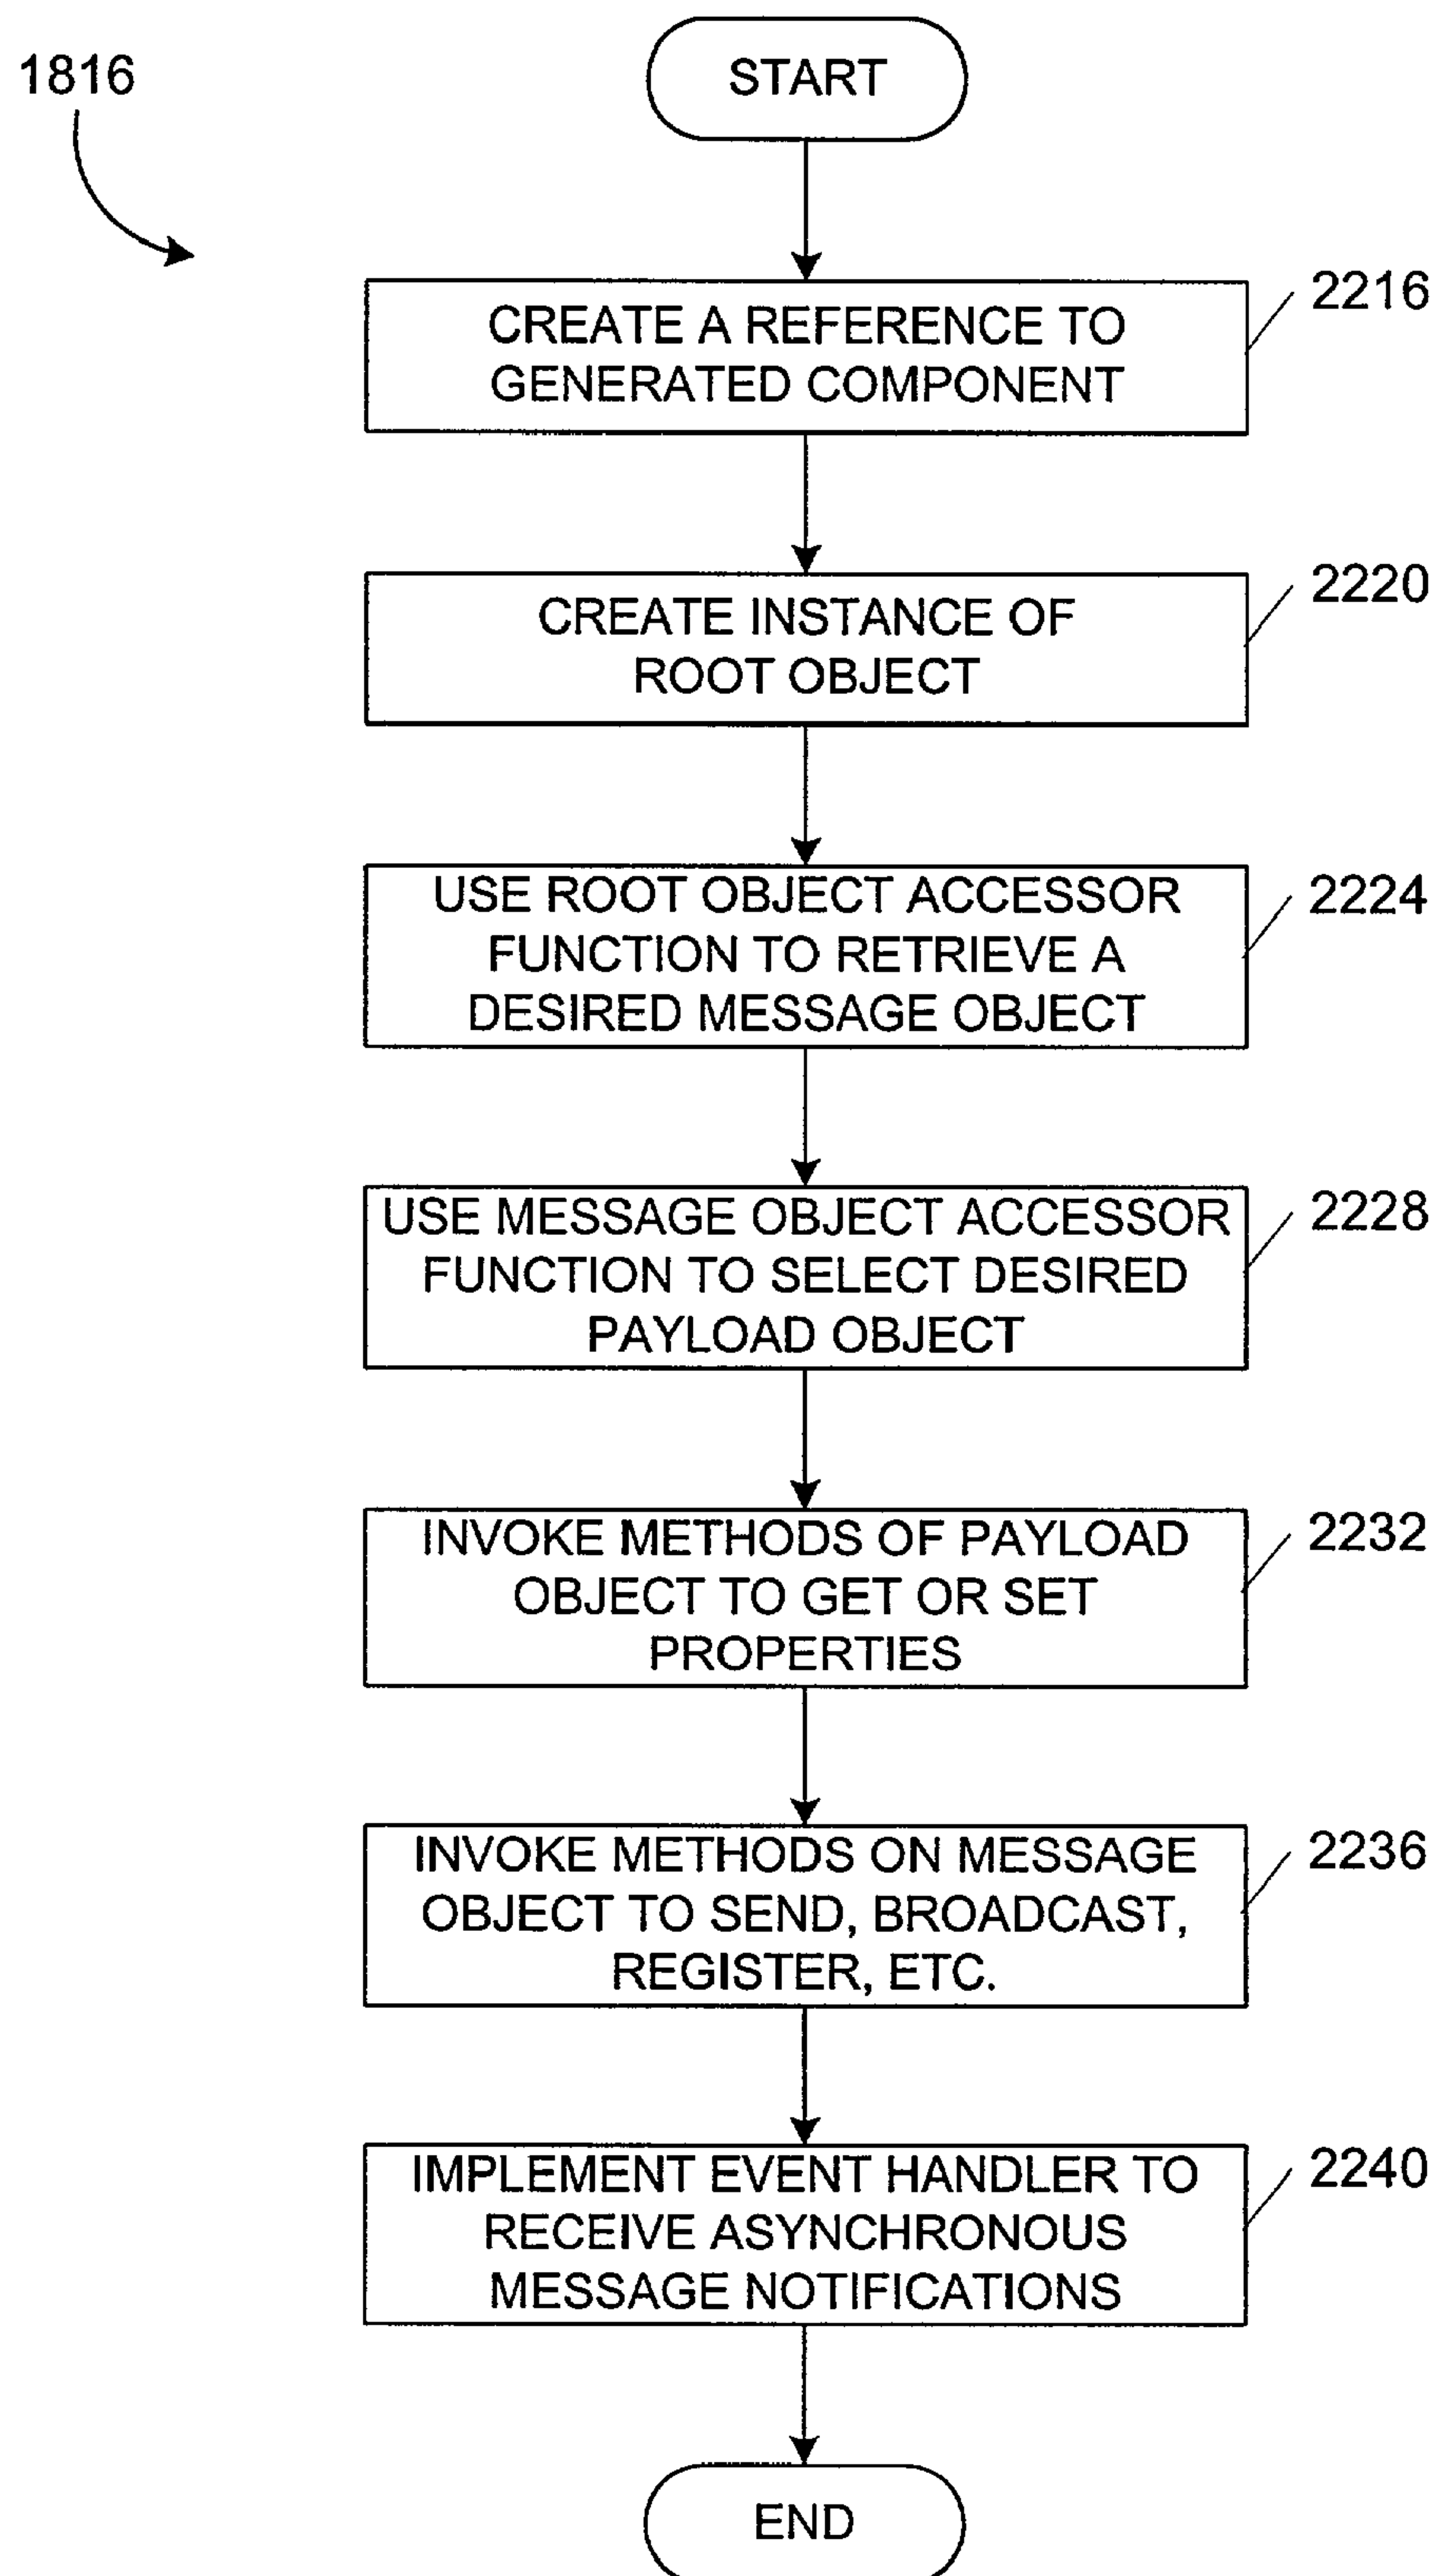 1816
START
CREATE A REFERENCE TO
GENERATED COMPONENT
2216
CREATE INSTANCE OF
ROOT OBJECT
2220
USE ROOT OBJECT ACCESSOR
FUNCTION TO RETRIEVE A
DESIRED MESSAGE OBJECT
2224
USE MESSAGE OBJECT ACCESSOR
FUNCTION TO SELECT DESIRED
PAYLOAD OBJECT
2228
INVOKE METHODS OF PAYLOAD
OBJECT TO GET OR SET
PROPERTIES
2232
INVOKE METHODS ON MESSAGE
OBJECT TO SEND, BROADCAST,
REGISTER, ETC.
2236
IMPLEMENT EVENT HANDLER TO
RECEIVE ASYNCHRONOUS
MESSAGE NOTIFICATIONS
2240
END